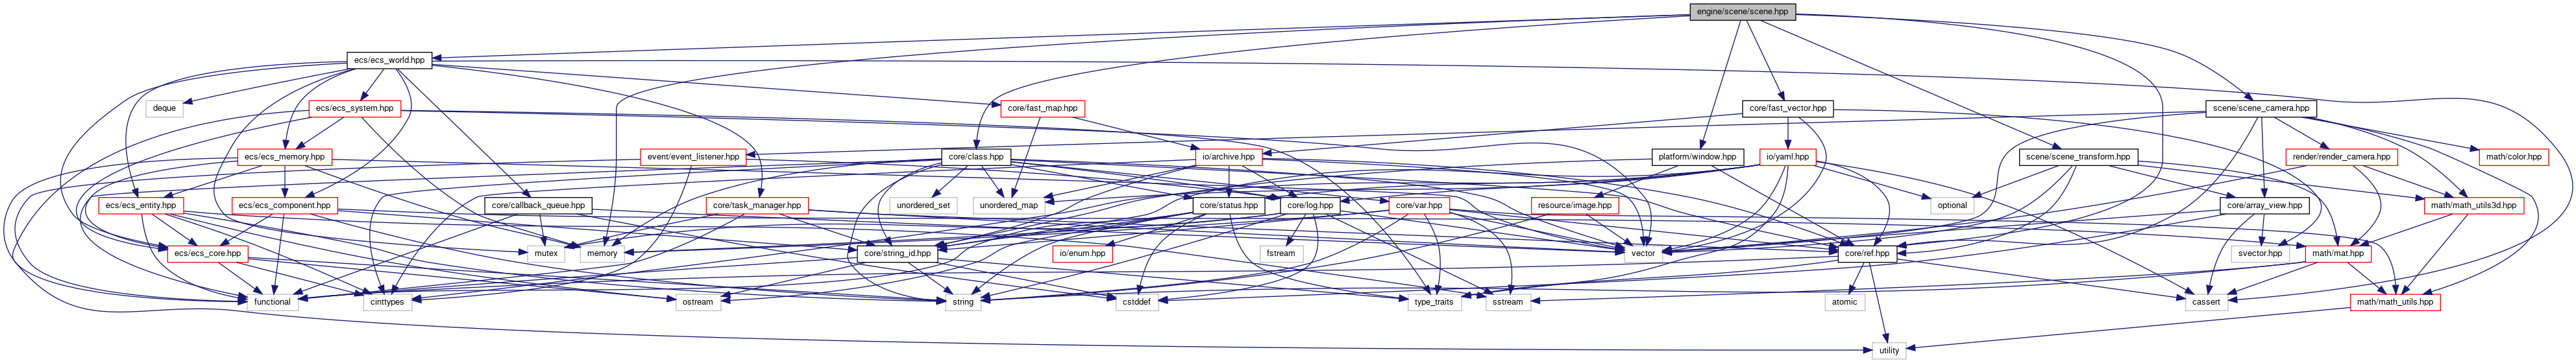 engine/scene/scene.hpp
ecs/ecs_world.hpp
deque
ecs/ecs_system.hpp
core/fast_map.hpp
core/fast_vector.hpp
scene/scene_camera.hpp
ecs/ecs_memory.hpp
event/event_listener.hpp
core/class.hpp
io/archive.hpp
platform/window.hpp
io/yaml.hpp
scene/scene_transform.hpp
render/render_camera.hpp
math/color.hpp
ecs/ecs_entity.hpp
ecs/ecs_component.hpp
core/callback_queue.hpp
core/task_manager.hpp
unordered_set
unordered_map
core/status.hpp
core/log.hpp
core/var.hpp
resource/image.hpp
optional
core/array_view.hpp
math/math_utils3d.hpp
ecs/ecs_core.hpp
mutex
memory
core/string_id.hpp
io/enum.hpp
fstream
vector
core/ref.hpp
svector.hpp
math/mat.hpp
functional
cinttypes
ostream
string
cstddef
type_traits
sstream
atomic
cassert
math/math_utils.hpp
utility